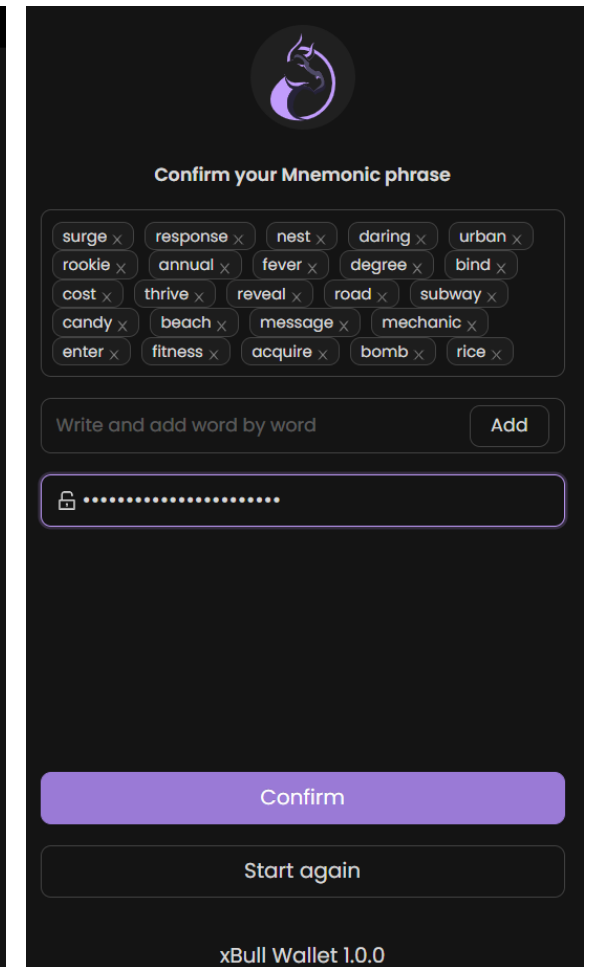 Confirm your Mnemonic phrase
surge x response x nest x daring x urban x
rookie x annual x fever x degree x bind x
cost x thrive x reveal x road x subway x
candy x beach x message x mechanic x
enter x fitness x acquire x bomb x rice x
Write and add word by word Add
•••••••••••••••••••••••
Confirm
Start again
xBull Wallet 1.0.0